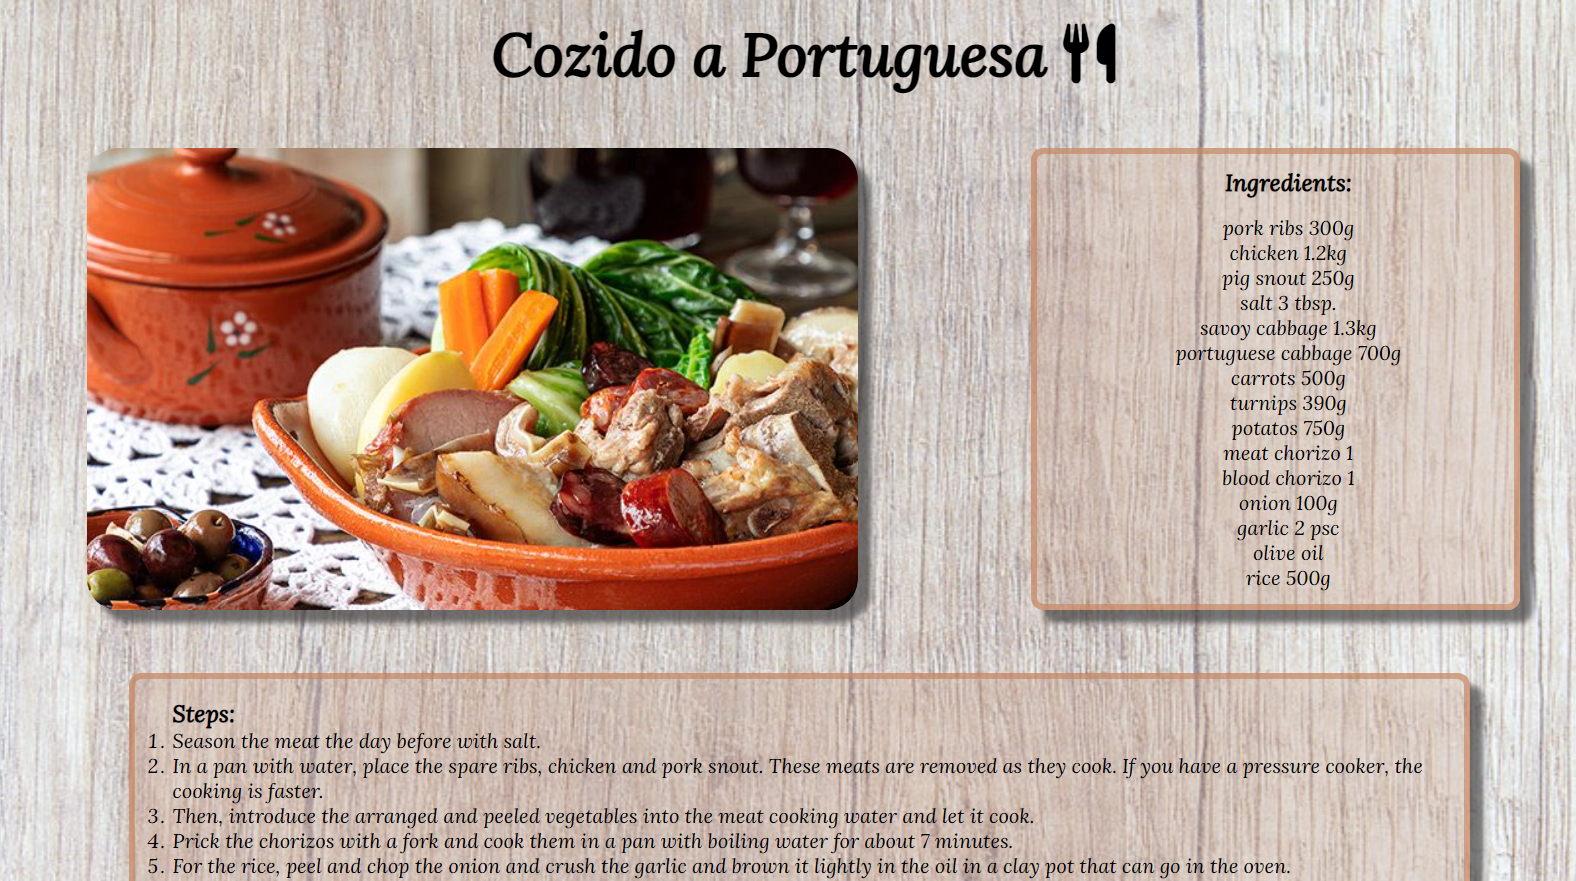 Cozido a Portuguesa
Ingredients:
pork ribs 300g
chicken 1.2kg
pig snout 250g
salt 3 tbsp.
savoy cabbage 1.3kg
portuguese cabbage 700g
carrots 500g
turnips 390g
potatos 750g
meat chorizo 1
blood chorizo 1
onion 100g
garlic 2 psc
olive oil
rice 500g
Steps:
1. Season the meat the day before with salt.
2. In a pan with water, place the spare ribs, chicken and pork snout. These meats are removed as they cook. If you have a pressure cooker, the
cooking is faster.
3. Then, introduce the arranged and peeled vegetables into the meat cooking water and let it cook.
4. Prick the chorizos with a fork and cook them in a pan with boiling water for about 7 minutes.
5. For the rice, peel and chop the onion and crush the garlic and brown it lightly in the oil in a clay pot that can go in the oven.